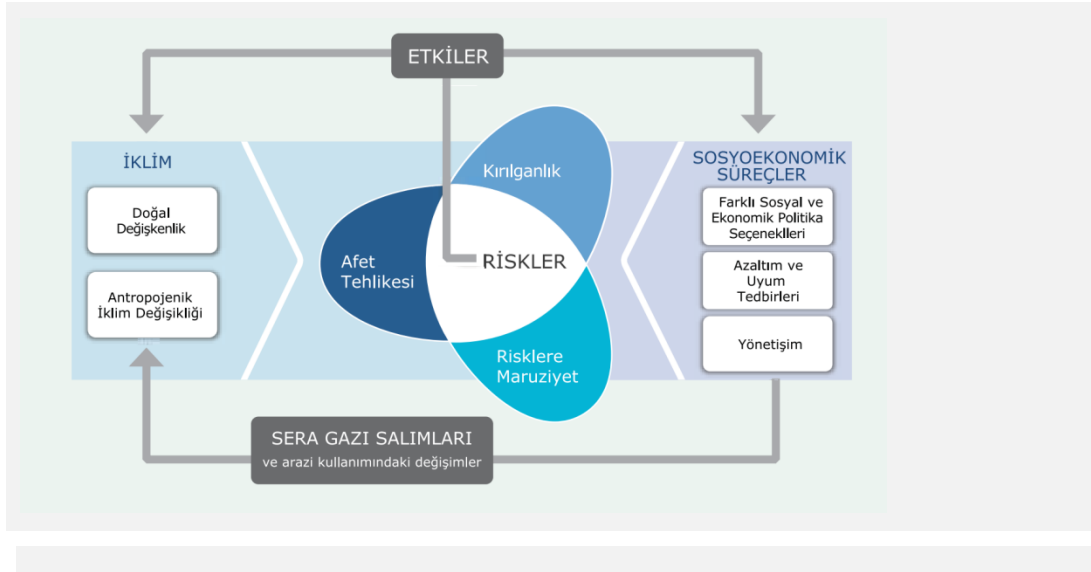 ETKİLER
İKLİM
Doğal
Değişkenlik
Antropojenik
İklim Değişikliği
Kırılganlık
Afet
Tehlikesi
RİSKLER
Risklere
Maruziyet
SOSYOEKONOMİK
SÜREÇLER
Farklı Sosyal ve
Ekonomik Politika
Seçeneklleri
Azaltım ve
Uyum
Tedbirleri
Yönetişim
SERA GAZI SALIMLARI
ve arazi kullanımındaki değişimler